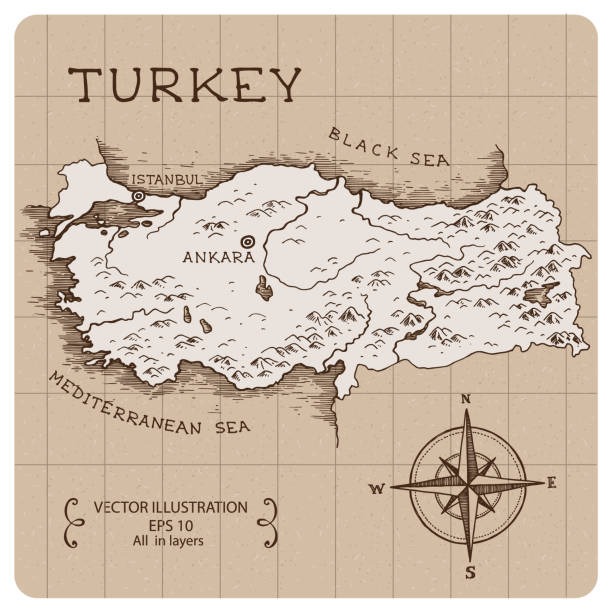 TURKEY
BLACK SEA
ISTANBUL
ANKARA
MEDITERRANEAN SEA
N
W
E
S
VECTOR ILLUSTRATION
EPS 10
All in layers